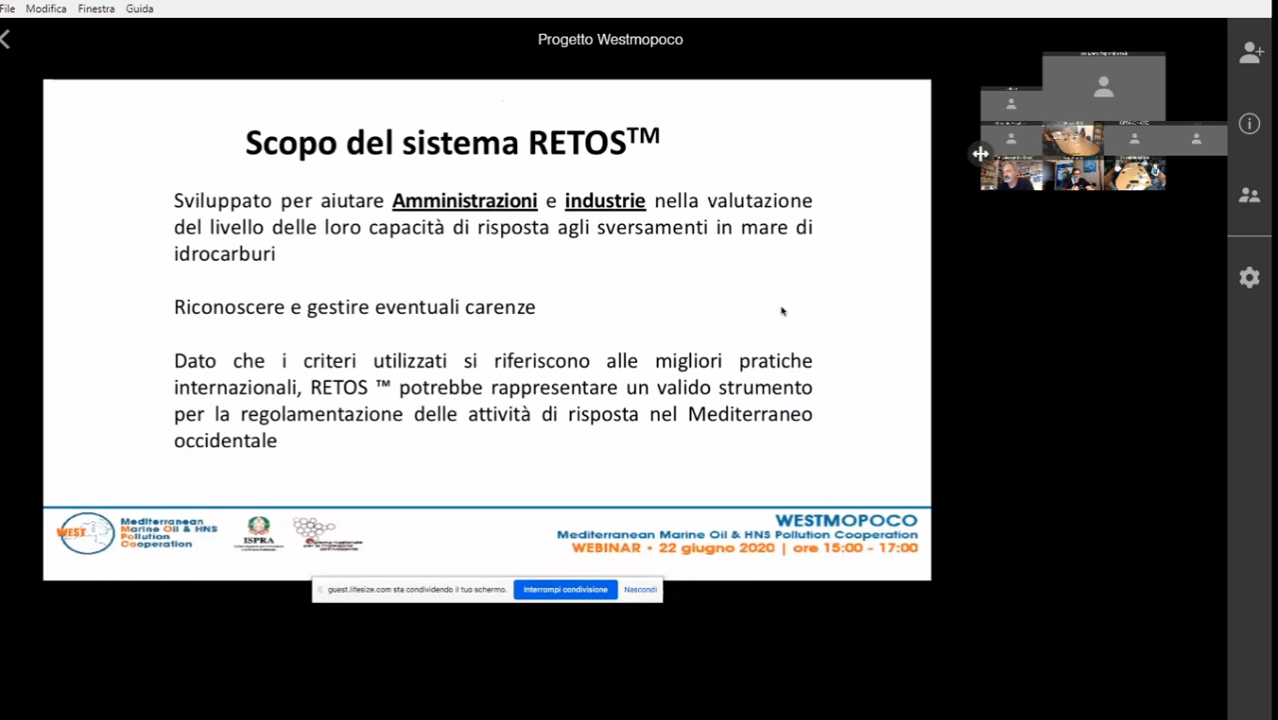 File Modifica Finestra Guida
Progetto Westmopoco
Scopo del sistema RETOS™
Sviluppato per aiutare Amministrazioni e industrie nella valutazione
del livello delle loro capacità di risposta agli sversamenti in mare di
idrocarburi
Riconoscere e gestire eventuali carenze
Dato che i criteri utilizzati si riferiscono alle migliori pratiche
internazionali, RETOS ™ potrebbe rappresentare un valido strumento
per la regolamentazione delle attività di risposta nel Mediterraneo
occidentale
WEST
Mediterranean
Marine Oil & HNS
Pollution
Cooperation
ISPRA
WESTMOPOCO
Mediterranean Marine Oil & HNS Pollution Cooperation
WEBINAR • 22 giugno 2020 | ore 15:00 - 17:00
guest.lifesize.com sta condividendo il tuo schermo.
Interrompi condivisione
Nascondi